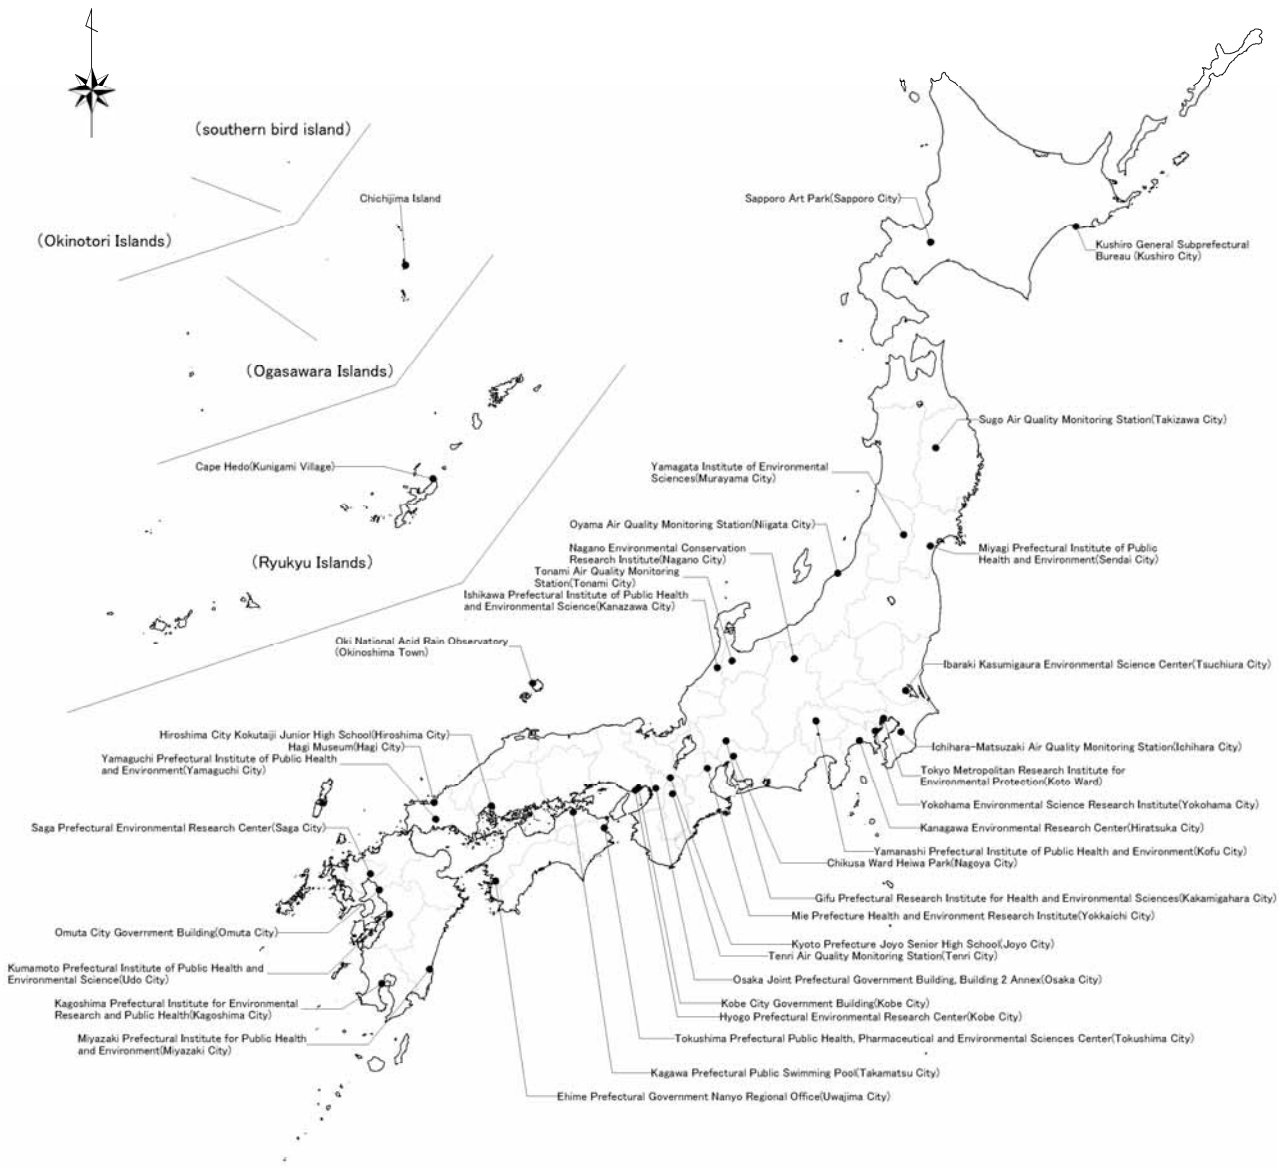 (southern bird island)
Chichijima Island
Sapporo Art Park(Sapporo City)
(Okinotori Islands)
Kushiro General Subprefectural
Bureau (Kushiro City)
(Ogasawara Islands)
Sugo Air Quality Monitoring Station(Takizawa City)
Cape Hedo(Kunigami Village)
Yamagata Institute of Environmental
Sciences(Murayama City)
Oyama Air Quality Monitoring Station(Niigata City)
Nagano Environmental Conservation
Research Institute(Nagano City)
Miyagi Prefectural Institute of Public
Health and Environment(Sendai City)
(Ryukyu Islands)
Tonami Air Quality Monitoring
Station(Tonami City)
Ishikawa Prefectural Institute of Public Health
and Environmental Science(Kanazawa City)
Oki National Acid Rain Observatory
(Okinoshima Town)
Ibaraki Kasumigaura Environmental Science Center(Tsuchiura City)
Hiroshima City Kokutaiji Junior High School(Hiroshima City)
Hagi Museum(Hagi City)
Ichihara-Matsuzaki Air Quality Monitoring Station(Ichihara City)
Yamaguchi Prefectural Institute of Public Health
and Environment(Yamaguchi City)
Tokyo Metropolitan Research Institute for
Environmental Protection(Koto Ward)
Yokohama Environmental Science Research Institute(Yokohama City)
Saga Prefectural Environmental Research Center(Saga City)
Kanagawa Environmental Research Center(Hiratsuka City)
Yamanashi Prefectural Institute of Public Health and Environment(Kofu City)
Chikusa Ward Heiwa Park(Nagoya City)
Gifu Prefectural Research Institute for Health and Environmental Sciences(Kakamigahara City)
Mie Prefecture Health and Environment Research Institute(Yokkaichi City)
Omuta City Government Building(Omuta City)
Kyoto Prefecture Joyo Senior High School(Joyo City)
Tenri Air Quality Monitoring Station(Tenri City)
Kumamoto Prefectural Institute of Public Health and
Environmental Science(Udo City)
Osaka Joint Prefectural Government Building, Building 2 Annex(Osaka City)
Kagoshima Prefectural Institute for Environmental
Research and Public Health(Kagoshima City)
Kobe City Government Building(Kobe City)
Hyogo Prefectural Environmental Research Center(Kobe City)
Miyazaki Prefectural Institute for Public Health
and Environment(Miyazaki City)
Tokushima Prefectural Public Health, Pharmaceutical and Environmental Sciences Center(Tokushima City)
Kagawa Prefectural Public Swimming Pool(Takamatsu City)
Ehime Prefectural Government Nanyo Regional Office(Uwajima City)